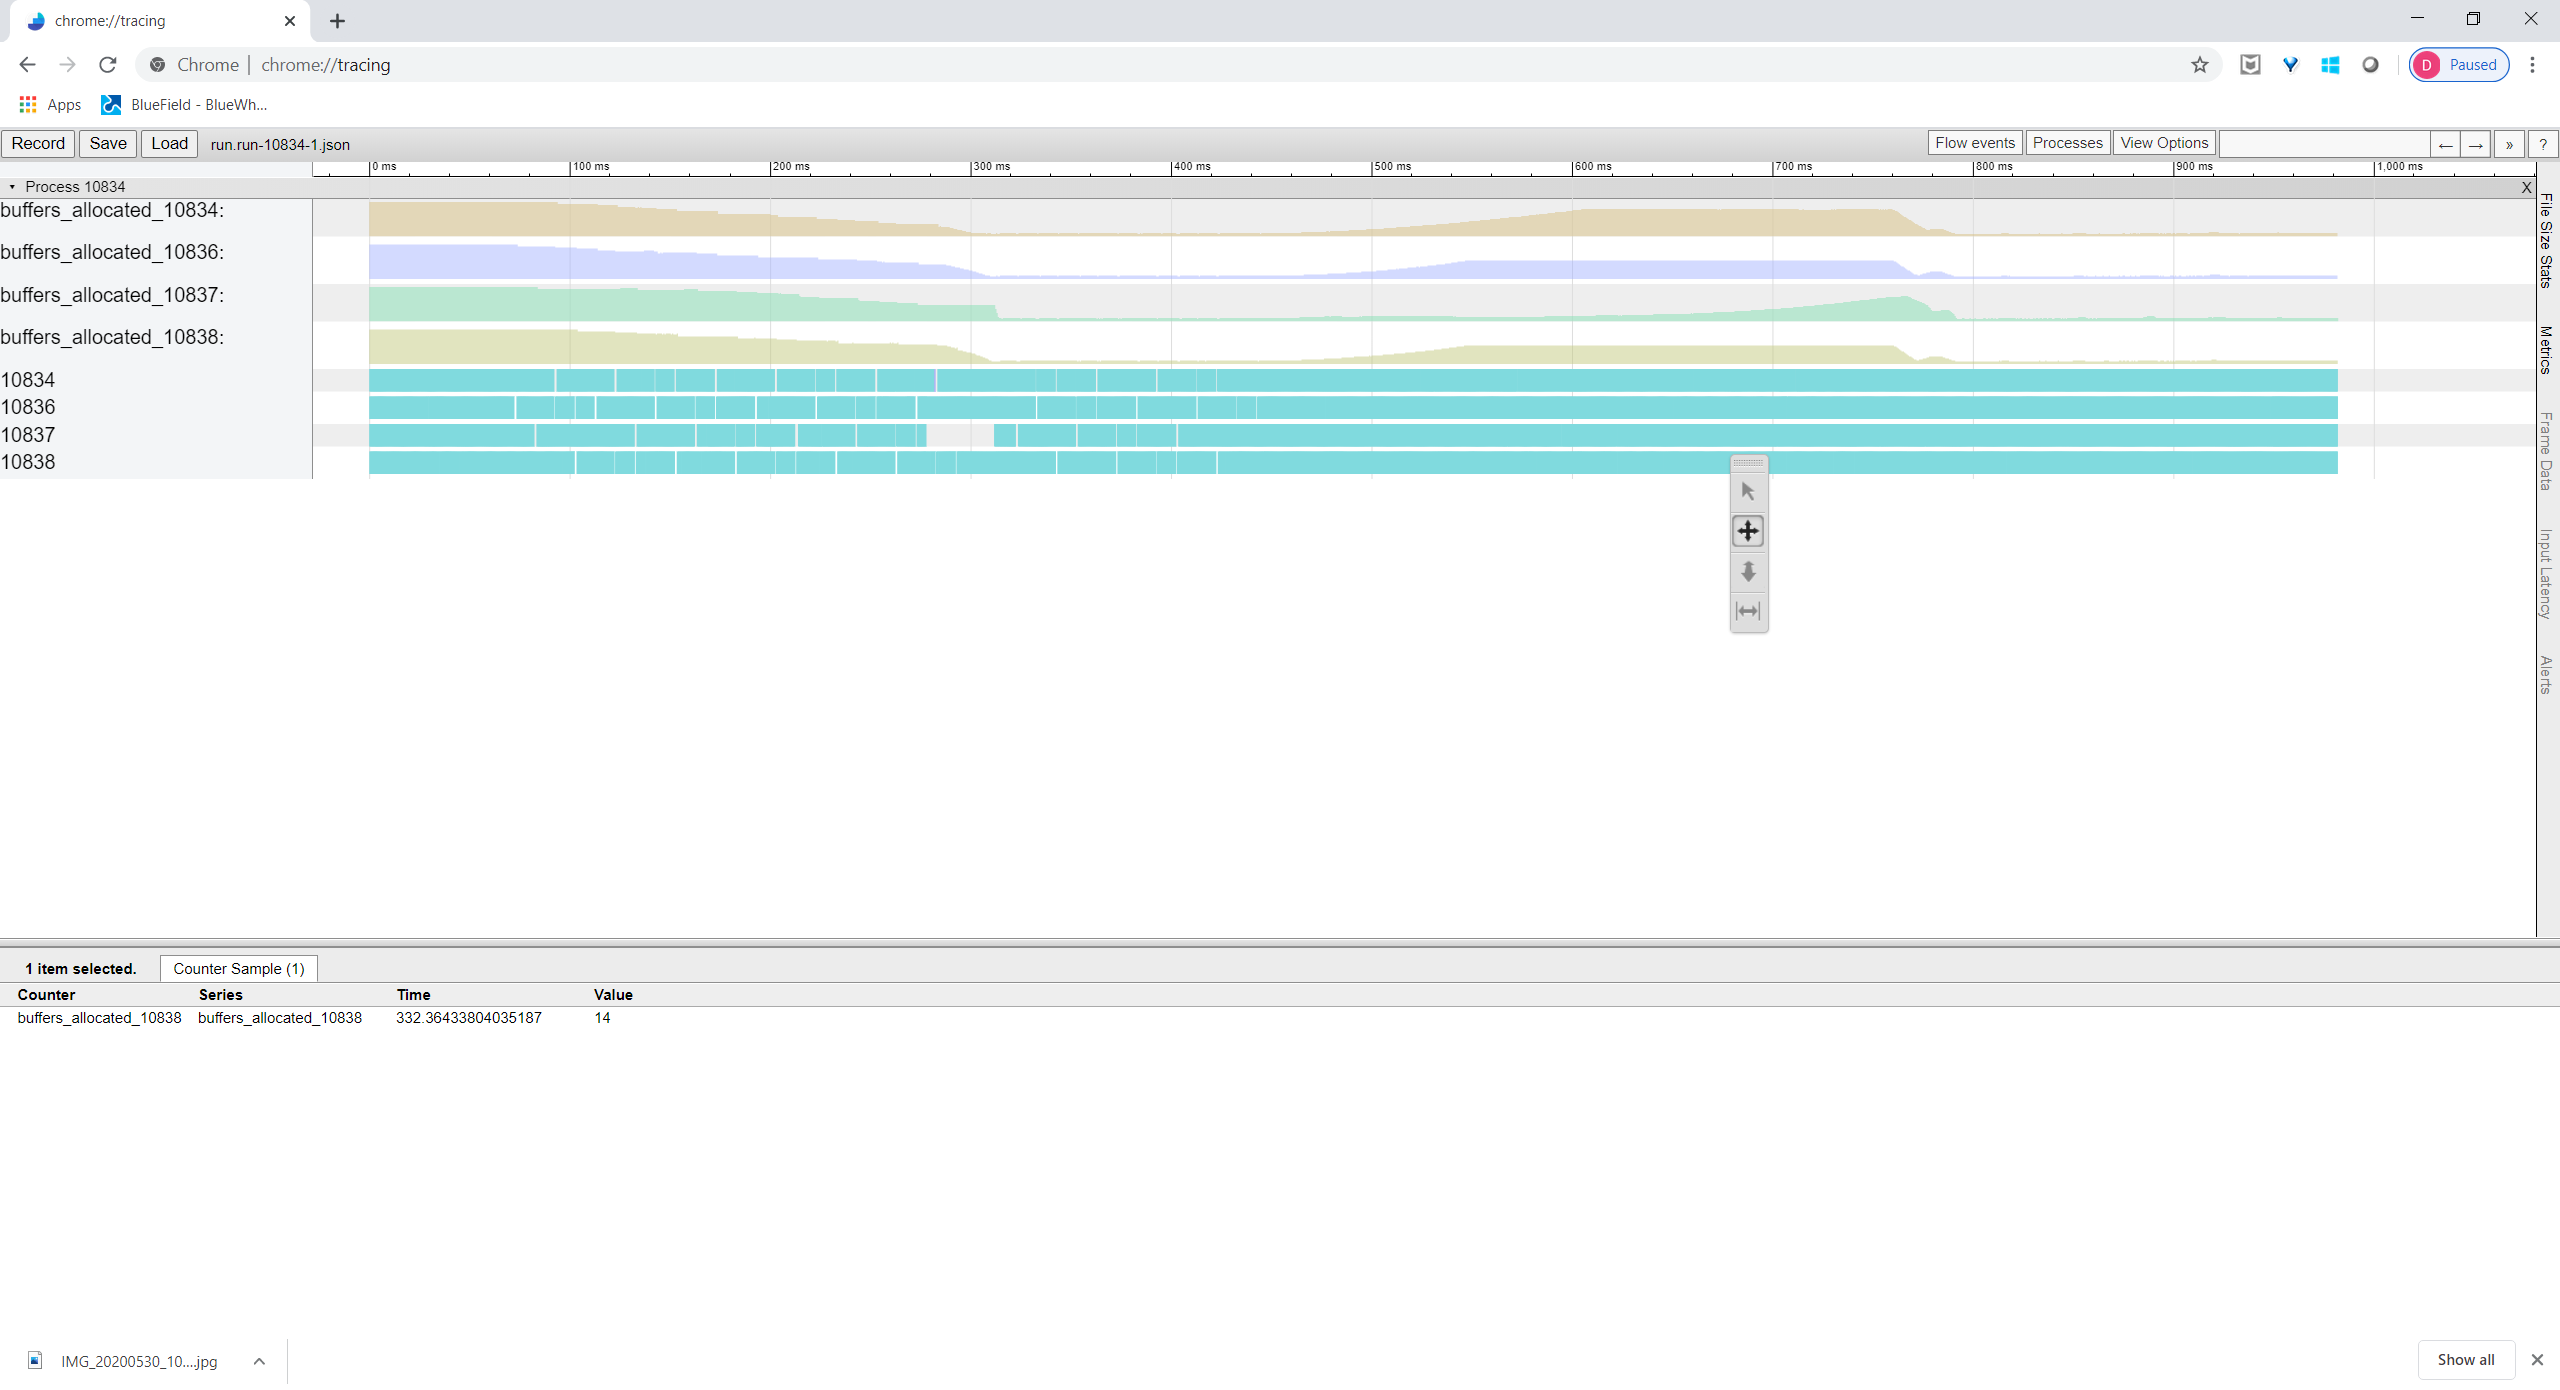 chrome://tracing
Chrome | chrome://tracing
D Paused
Apps BlueField - BlueWh...
Record Save Load run.run-10834-1.json Flow events Processes View Options ← → » ?
0 ms 100 ms 200 ms 300 ms 400 ms 500 ms 600 ms 700 ms 800 ms 900 ms 1,000 ms
Process 10834 X
buffers_allocated_10834:
buffers_allocated_10836:
buffers_allocated_10837:
buffers_allocated_10838:
10834
10836
10837
10838
File Size Stats
Metrics
Frame Data
Input Latency
Alerts
1 item selected. Counter Sample (1)
Counter Series Time Value
buffers_allocated_10838 buffers_allocated_10838 332.36433804035187 14
IMG_20200530_10....jpg Show all